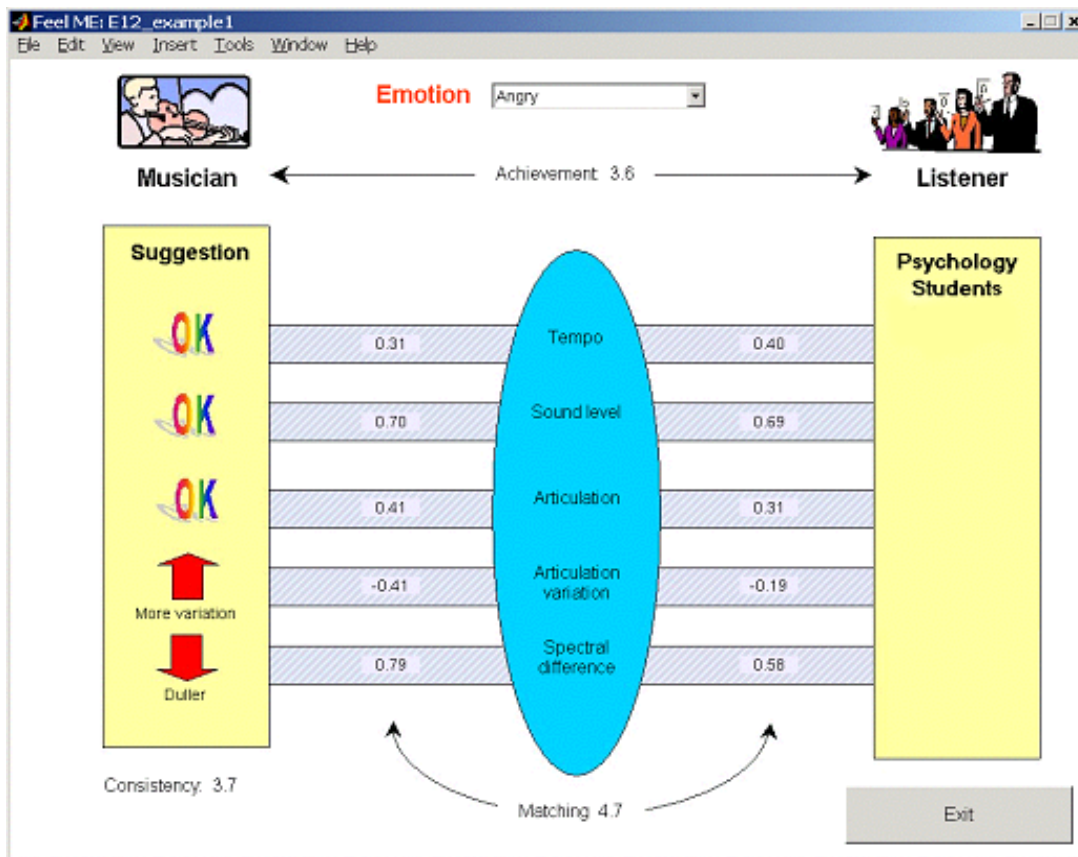 Feel ME: E12_example1
File Edit View Insert Tools Window Help
Emotion Angry
Musician
Achievement 3.6
Listener
Suggestion
Psychology
Students
OK
0.31
Tempo
0.40
OK
0.70
Sound level
0.69
OK
0.41
Articulation
0.31
More variation
-0.41
Articulation
variation
-0.19
Duller
0.79
Spectral
difference
0.58
Consistency: 3.7
Matching 4.7
Exit